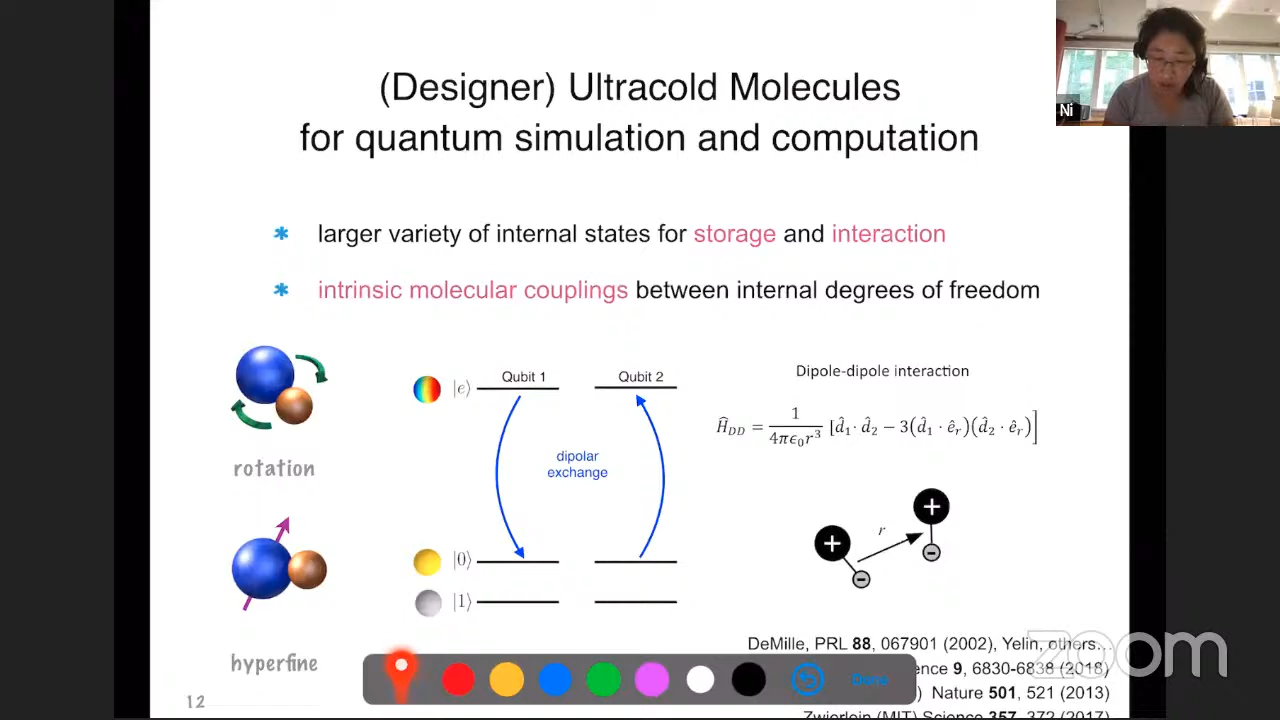 Ni
(Designer) Ultracold Molecules
for quantum simulation and computation
* larger variety of internal states for storage and interaction
* intrinsic molecular couplings between internal degrees of freedom
rotation
hyperfine
Qubit 1 Qubit 2
|e⟩
dipolar
exchange
|0⟩
|1⟩
Dipole-dipole interaction
Ĥ_DD = 1/(4πϵ₀r³) [d̂₁· d̂₂ − 3(d̂₁ · ê_r)(d̂₂ · ê_r)]
+ +
r
- -
DeMille, PRL 88, 067901 (2002), Yelin, others...
ence 9, 6830-6838 (2018)
) Nature 501, 521 (2013)
Zwierlein (MIT) Science 357, 372 (2017)
zoom
Done
12